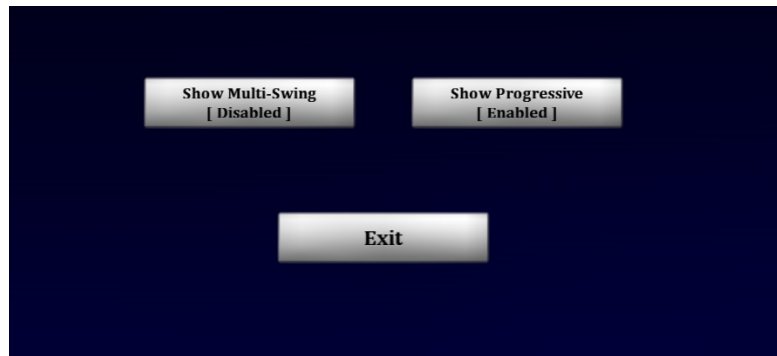 Show Multi-Swing
[ Disabled ]
Show Progressive
[ Enabled ]
Exit